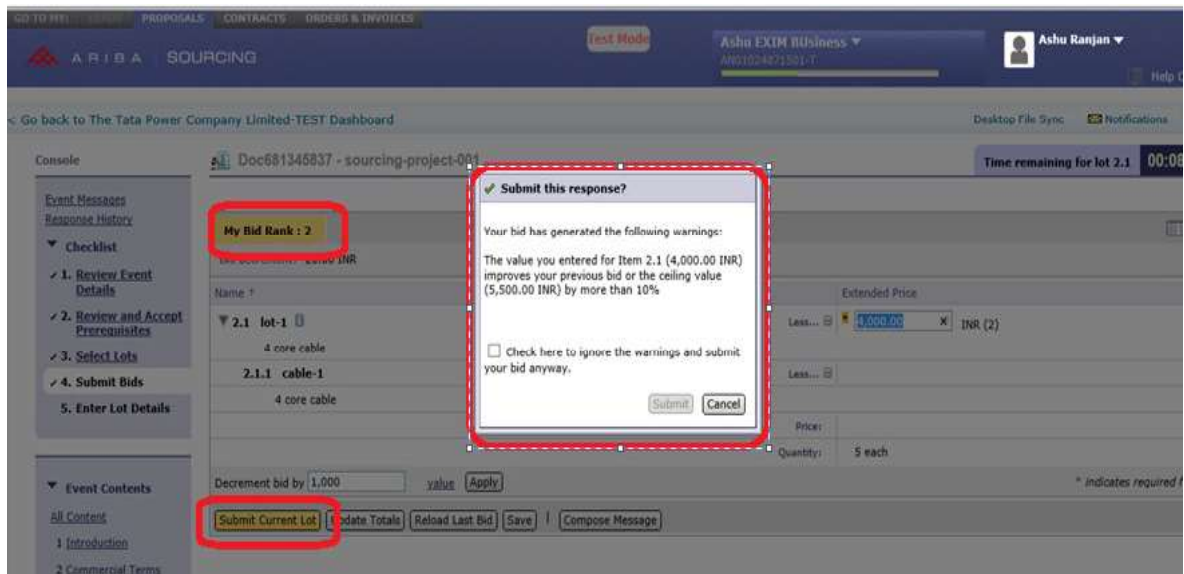 GO TO MY: PROPOSALS CONTRACTS ORDERS & INVOICES
ARIBA SOURCING
Test Mode
Ashu EXIM BUsiness
Ashu Ranjan
Help
< Go back to The Tata Power Company Limited-TEST Dashboard
Desktop File Sync Notifications
Console
Doc681345837 - sourcing-project-001
Time remaining for lot 2.1 00:08
Event Messages
Response History
Checklist
1. Review Event
Details
2. Review and Accept
Prerequisites
3. Select Lots
4. Submit Bids
5. Enter Lot Details
Event Contents
All Content
1 Introduction
2 Commercial Terms
My Bid Rank : 2
INR
Name ↑
Extended Price
2.1 lot-1
Less...
4,000.00 X INR (2)
4 core cable
2.1.1 cable-1
Less...
4 core cable
Price:
Quantity: 5 each
Decrement bid by 1,000 value Apply
* indicates required
Submit Current Lot Update Totals Reload Last Bid Save | Compose Message
Submit this response?
Your bid has generated the following warnings:
The value you entered for Item 2.1 (4,000.00 INR)
improves your previous bid or the ceiling value
(5,500.00 INR) by more than 10%
Check here to ignore the warnings and submit
your bid anyway.
Submit Cancel